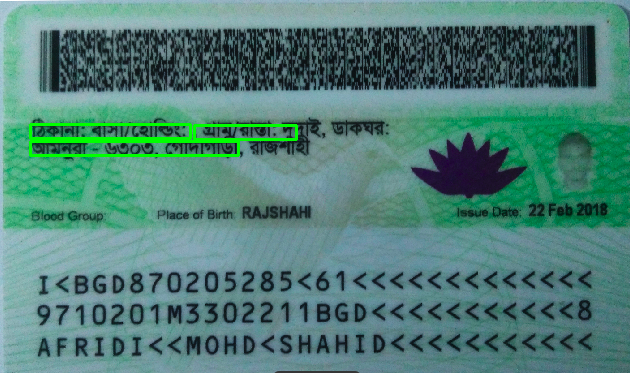 ঠিকানা: বাসা/হোল্ডিং: গ্রাম/রাস্তা: দুয়াই, ডাকঘর:
আমনুরা - ৬৩০৩, গোদাগাড়ী, রাজশাহী
Blood Group: Place of Birth: RAJSHAHI Issue Date: 22 Feb 2018
I<BGD870205285<61<<<<<<<<<<<<<
9710201M3302211BGD<<<<<<<<<<<8
AFRIDI<<MOHD<SHAHID<<<<<<<<<<<